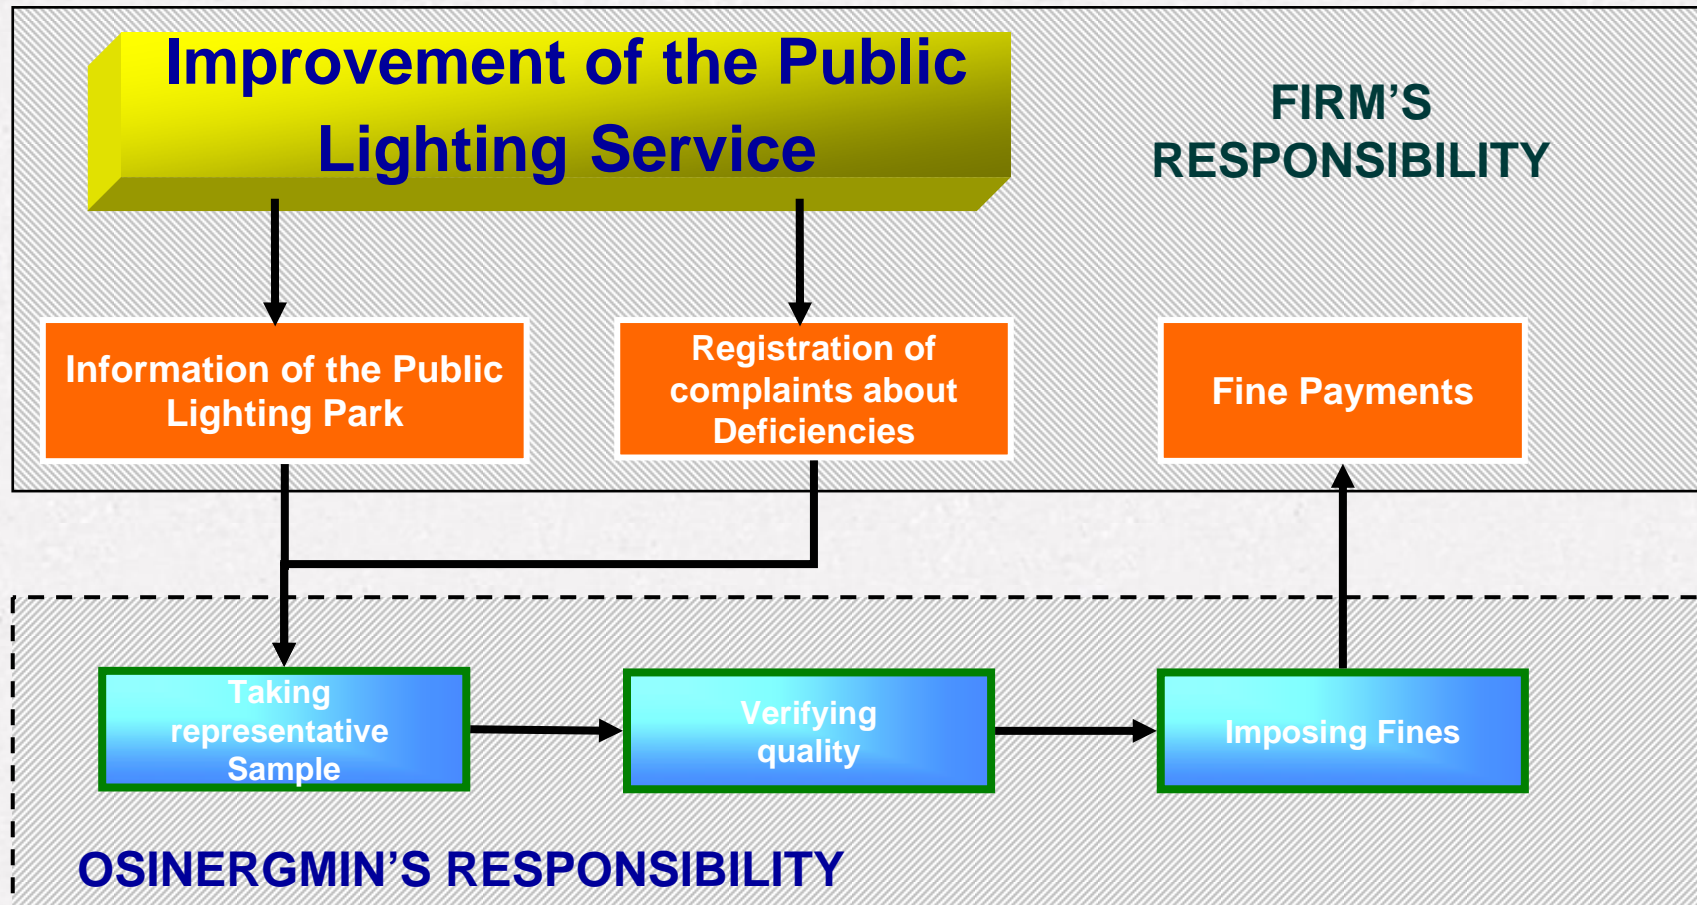 Improvement of the Public
Lighting Service
FIRM’S
RESPONSIBILITY
Information of the Public
Lighting Park
Registration of
complaints about
Deficiencies
Fine Payments
Taking
representative
Sample
Verifying
quality
Imposing Fines
OSINERGMIN’S RESPONSIBILITY